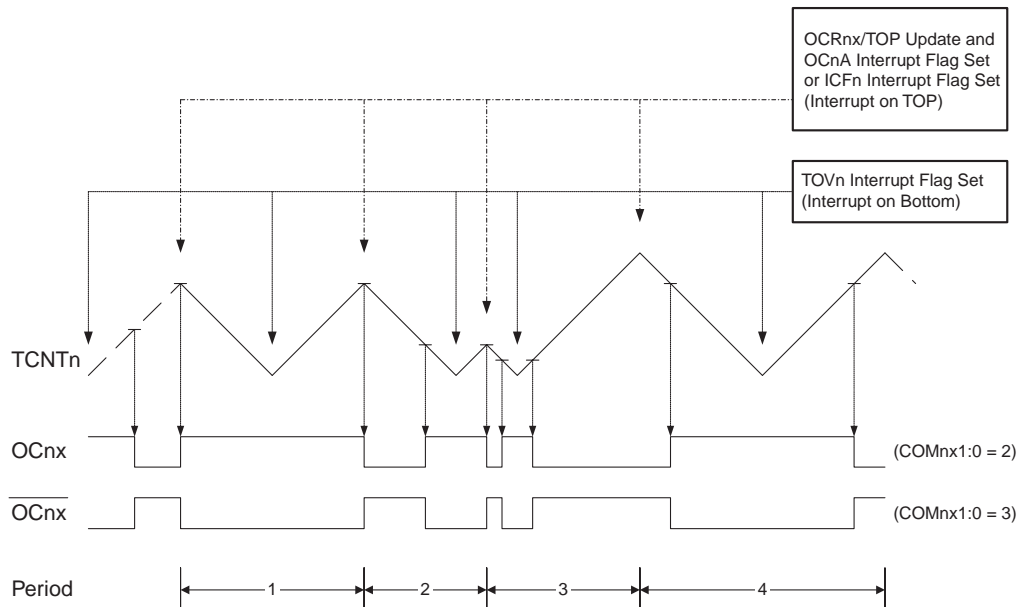 OCRnx/TOP Update and
OCnA Interrupt Flag Set
or ICFn Interrupt Flag Set
(Interrupt on TOP)
TOVn Interrupt Flag Set
(Interrupt on Bottom)
TCNTn
OCnx
(COMnx1:0 = 2)
OCnx
(COMnx1:0 = 3)
Period
1
2
3
4